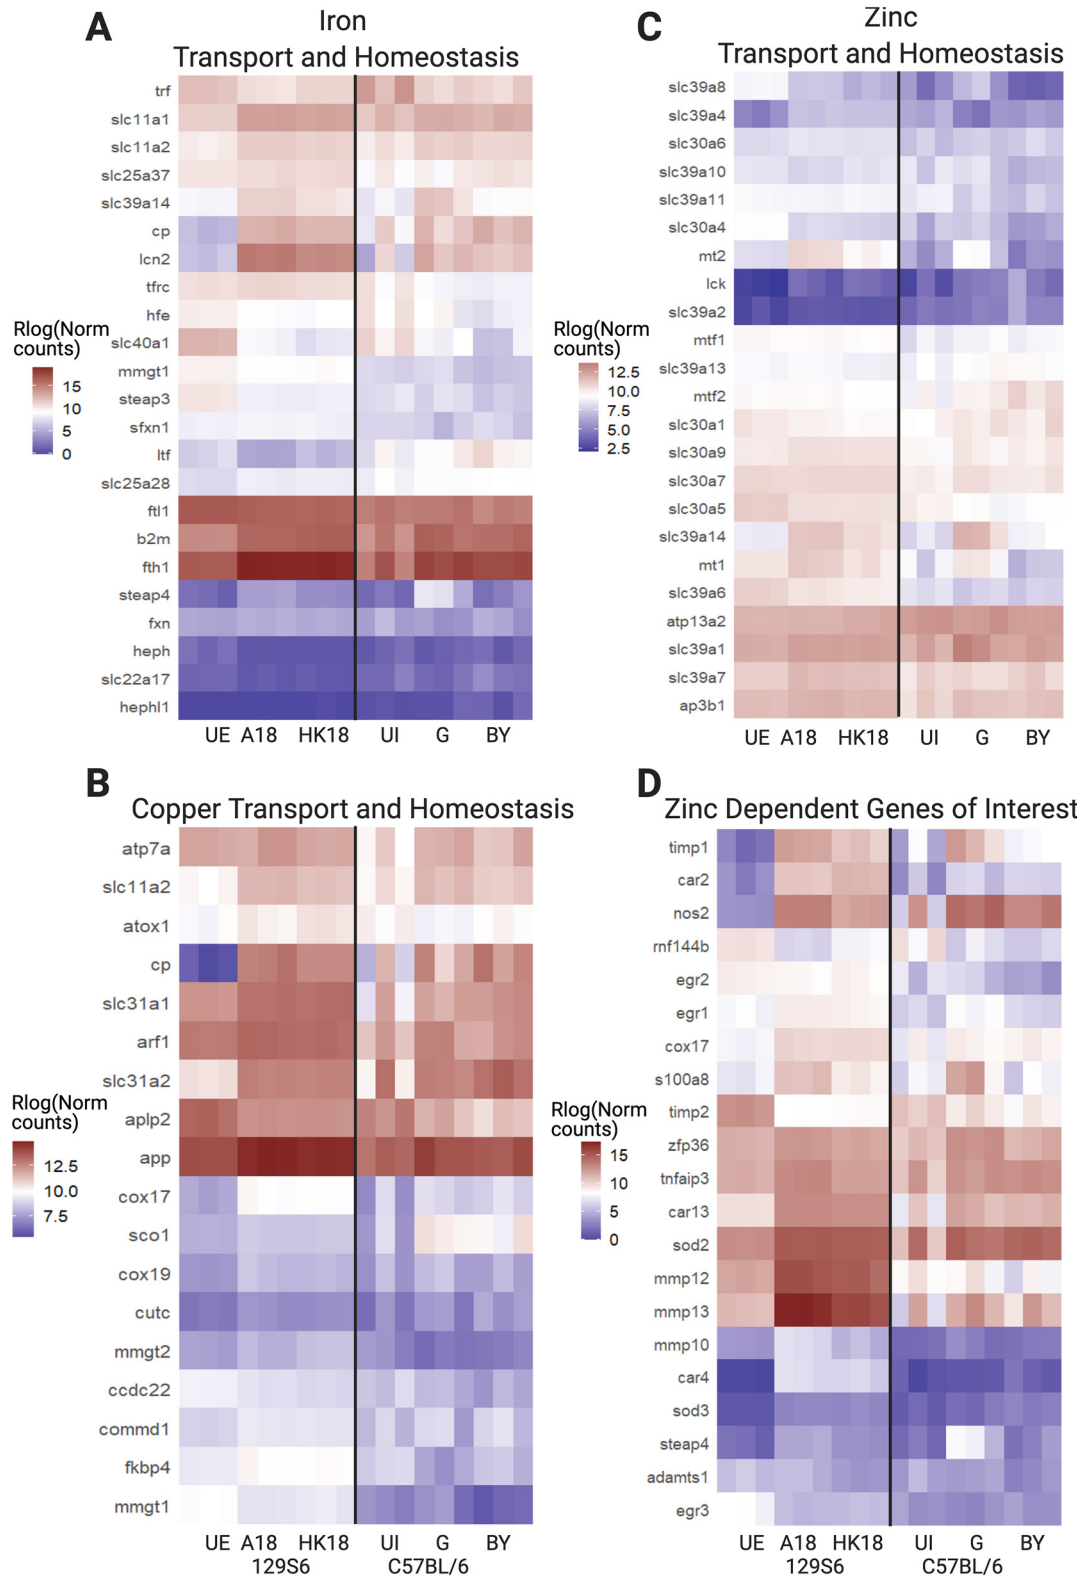 A
Iron
Transport and Homeostasis
trf
slc11a1
slc11a2
slc25a37
slc39a14
cp
lcn2
tfrc
hfe
slc40a1
mmgt1
steap3
sfxn1
ltf
slc25a28
ftl1
b2m
fth1
steap4
fxn
heph
slc22a17
hephl1
Rlog(Norm
counts)
15
10
5
0
UE A18 HK18 UI G BY
C
Zinc
Transport and Homeostasis
slc39a8
slc39a4
slc30a6
slc39a10
slc39a11
slc30a4
mt2
lck
slc39a2
mtf1
slc39a13
mtf2
slc30a1
slc30a9
slc30a7
slc30a5
slc39a14
mt1
slc39a6
atp13a2
slc39a1
slc39a7
ap3b1
Rlog(Norm
counts)
12.5
10.0
7.5
5.0
2.5
UE A18 HK18 UI G BY
B
Copper Transport and Homeostasis
atp7a
slc11a2
atox1
cp
slc31a1
arf1
slc31a2
aplp2
app
cox17
sco1
cox19
cutc
mmgt2
ccdc22
commd1
fkbp4
mmgt1
Rlog(Norm
counts)
12.5
10.0
7.5
UE A18 HK18 UI G BY
129S6 C57BL/6
D
Zinc Dependent Genes of Interest
timp1
car2
nos2
rnf144b
egr2
egr1
cox17
s100a8
timp2
zfp36
tnfaip3
car13
sod2
mmp12
mmp13
mmp10
car4
sod3
steap4
adamts1
egr3
Rlog(Norm
counts)
15
10
5
0
UE A18 HK18 UI G BY
129S6 C57BL/6